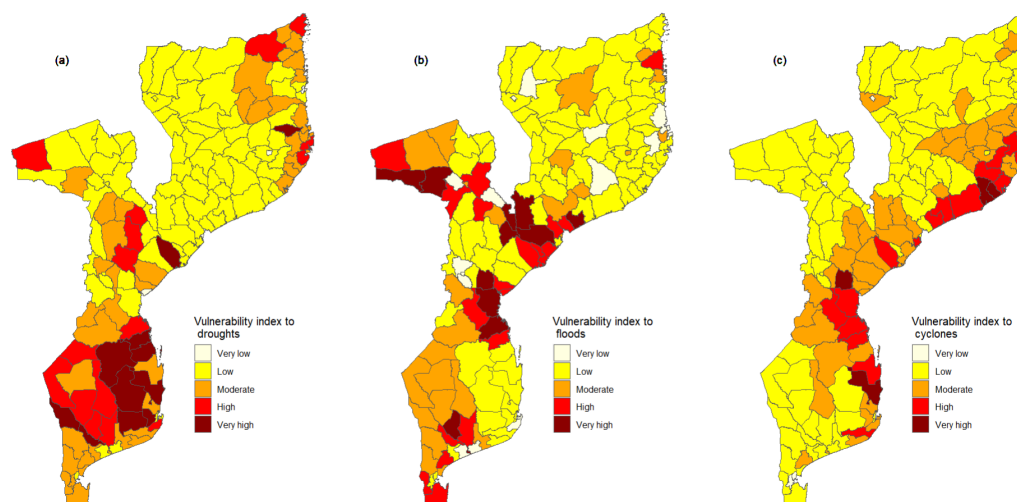 (a)
(b)
(c)
Vulnerability index to
droughts
Very low
Low
Moderate
High
Very high
Vulnerability index to
floods
Very low
Low
Moderate
High
Very high
Vulnerability index to
cyclones
Very low
Low
Moderate
High
Very high